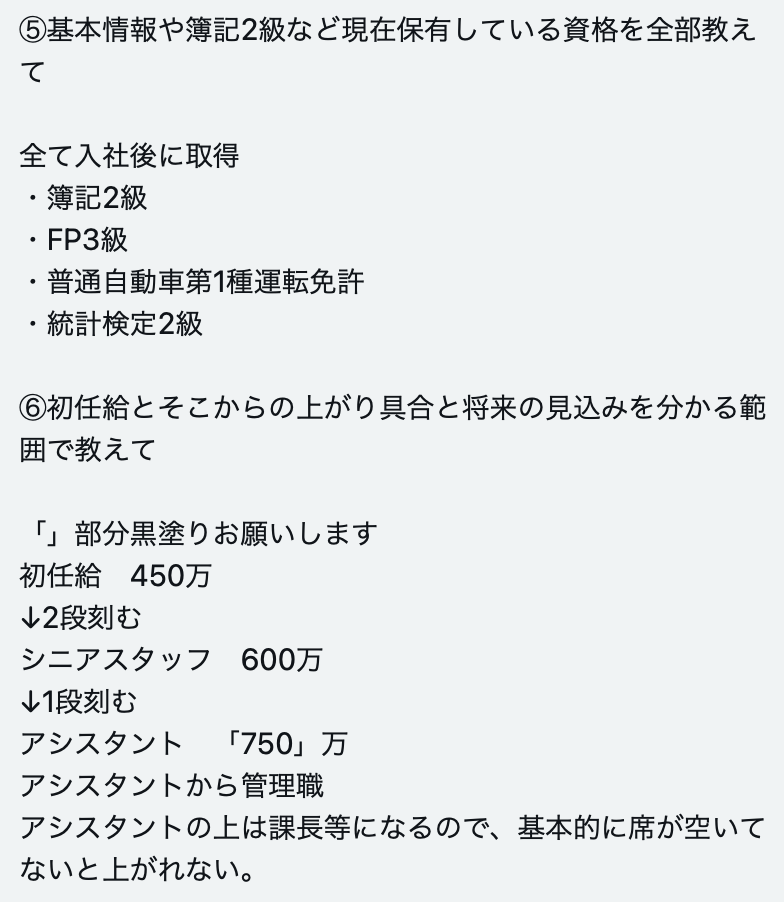 ⑤基本情報や簿記2級など現在保有している資格を全部教え
て
全て入社後に取得
・簿記2級
・FP3級
・普通自動車第1種運転免許
・統計検定2級
⑥初任給とそこからの上がり具合と将来の見込みを分かる範
囲で教えて
「」部分黒塗りお願いします
初任給　450万
↓2段刻む
シニアスタッフ　600万
↓1段刻む
アシスタント　「750」万
アシスタントから管理職
アシスタントの上は課長等になるので、基本的に席が空いて
ないと上がれない。